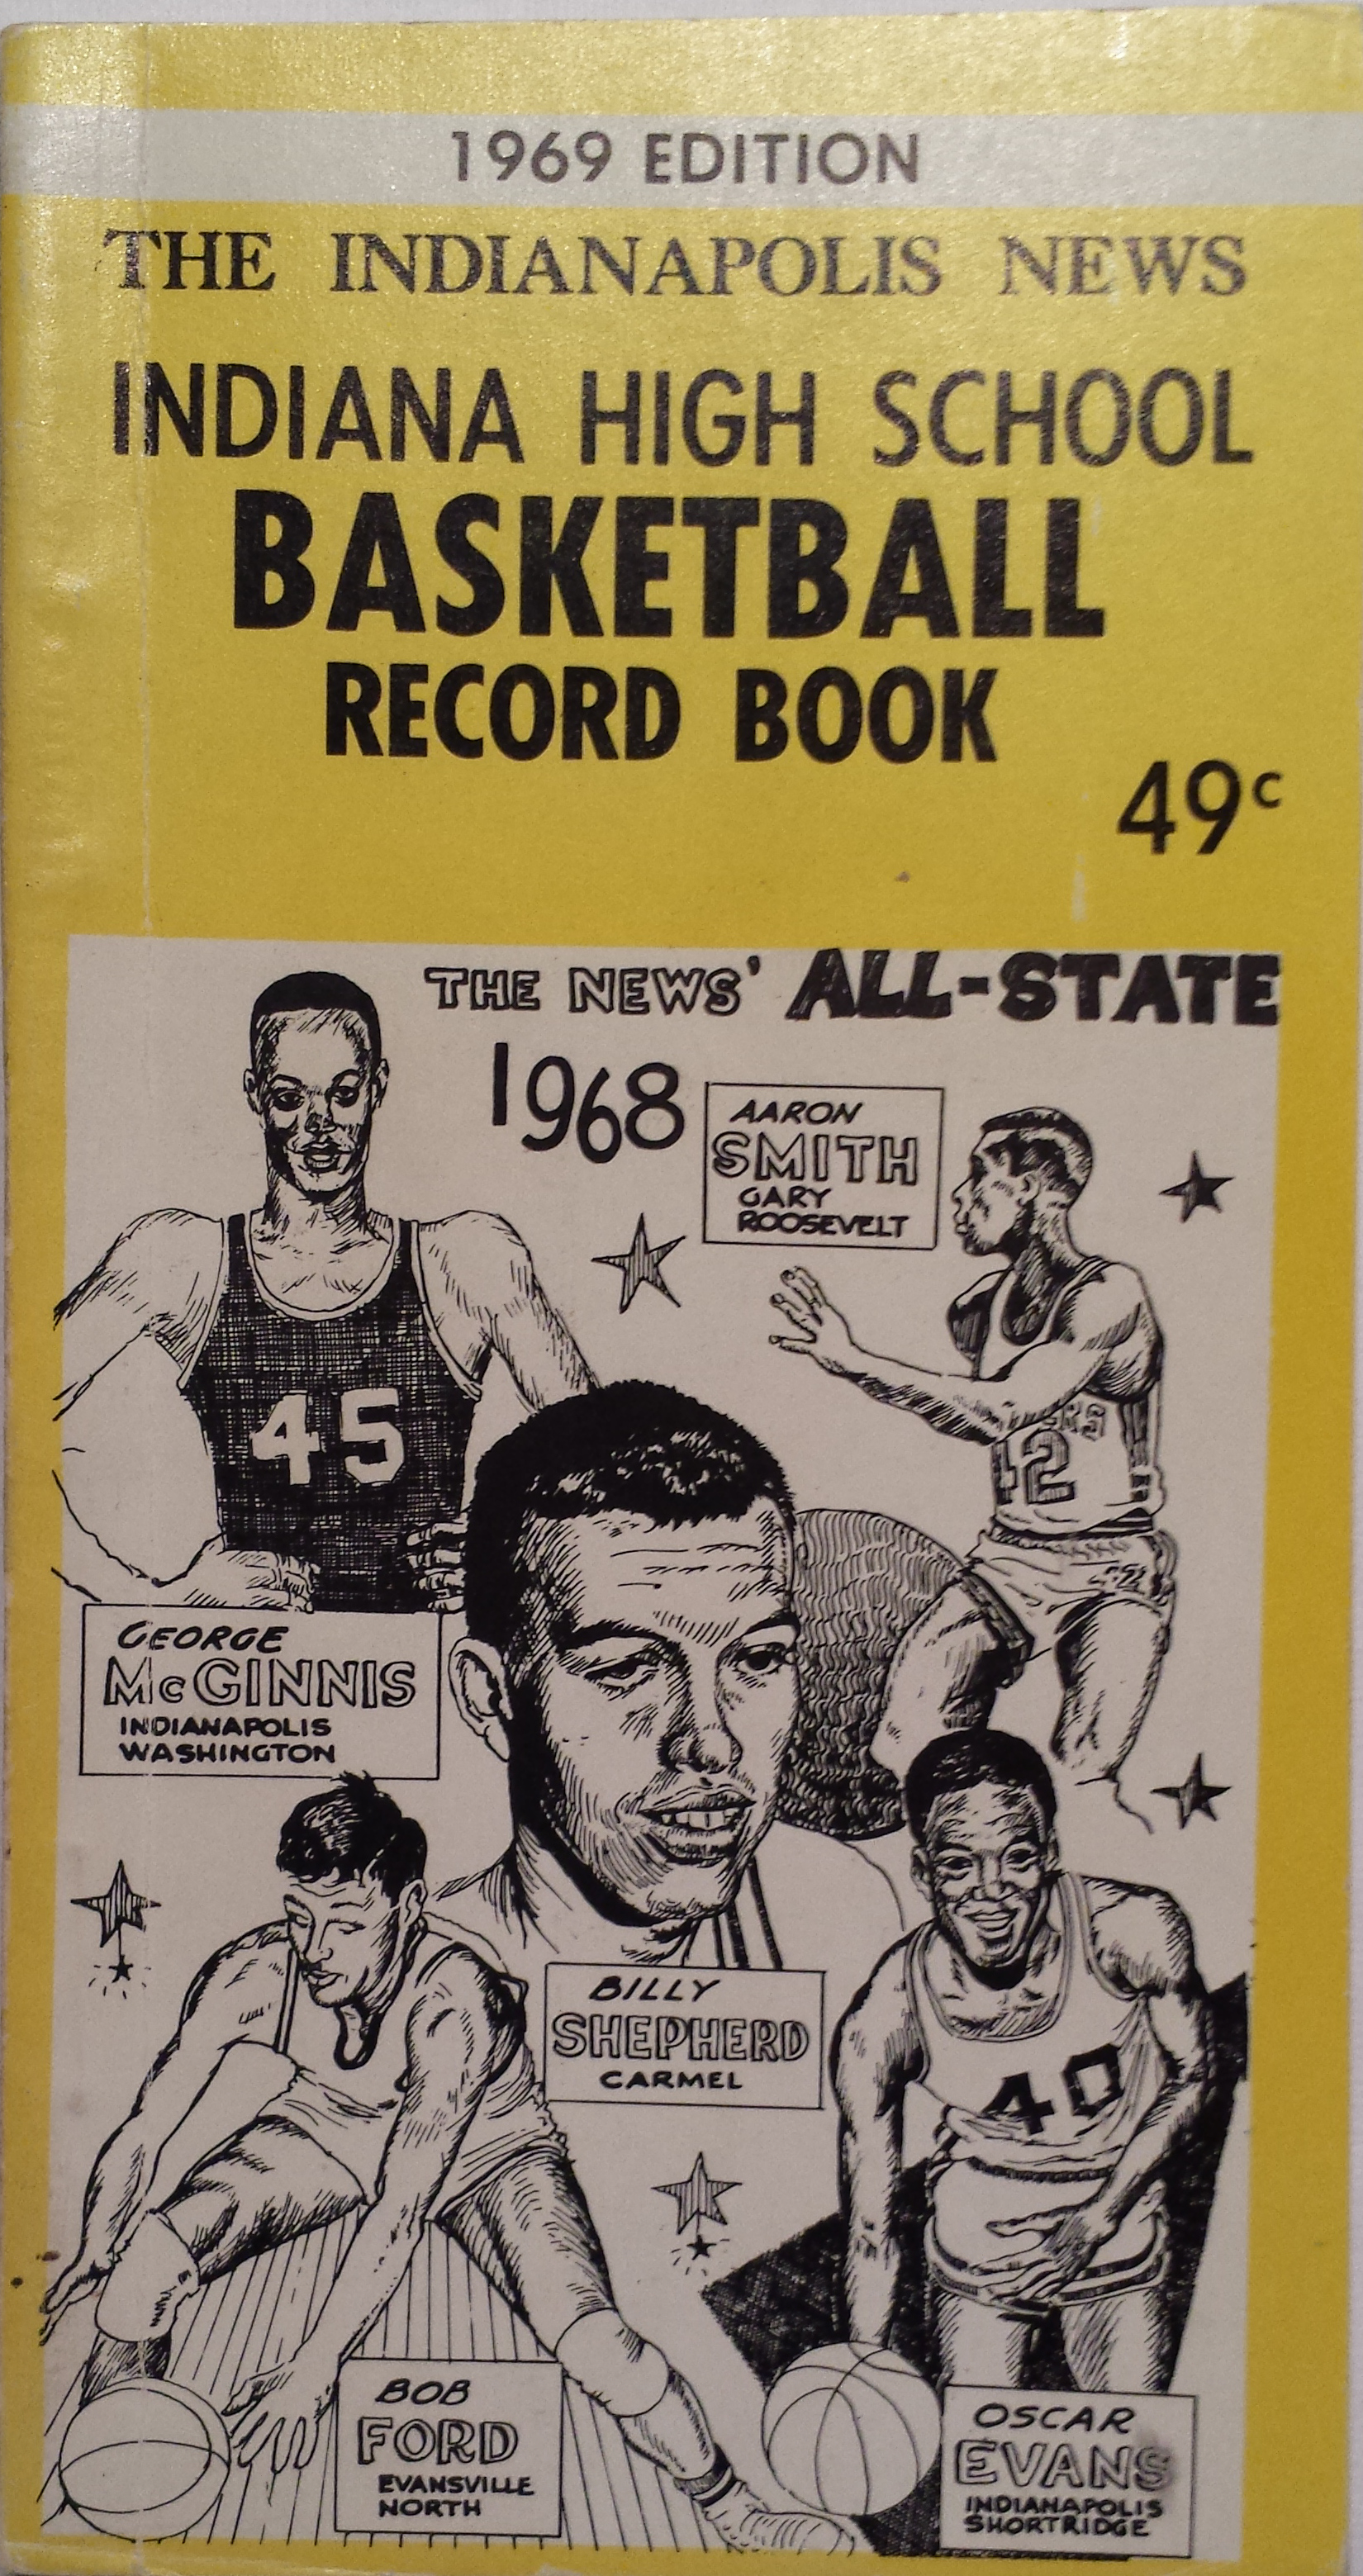 1969 EDITION
THE INDIANAPOLIS NEWS
INDIANA HIGH SCHOOL
BASKETBALL
RECORD BOOK
49c
THE NEWS' ALL-STATE
1968
AARON
SMITH
GARY
ROOSEVELT
45
42
GEORGE
McGINNIS
INDIANAPOLIS
WASHINGTON
BILLY
SHEPHERD
CARMEL
40
BOB
FORD
EVANSVILLE
NORTH
OSCAR
EVANS
INDIANAPOLIS
SHORTRIDGE